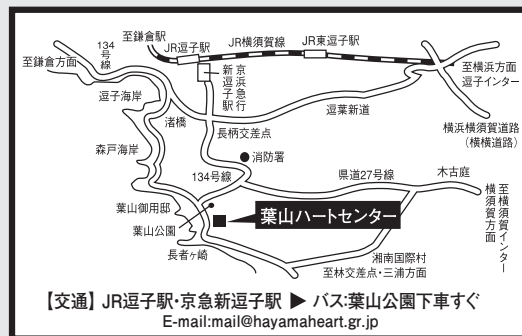 至鎌倉駅
JR逗子駅
JR横須賀線
JR東逗子駅
134号線
至鎌倉方面
京浜急行
新逗子駅
至横浜方面
逗子インター
逗子海岸
渚橋
逗葉新道
横浜横須賀道路
(横横道路)
長柄交差点
森戸海岸
消防署
134号線
県道27号線
木古庭
至横須賀インター
横須賀方面
葉山御用邸
葉山公園
葉山ハートセンター
長者ヶ崎
湘南国際村
至林交差点・三浦方面
【交通】 JR逗子駅・京急新逗子駅 ▶ バス:葉山公園下車すぐ
E-mail:mail@hayamaheart.gr.jp